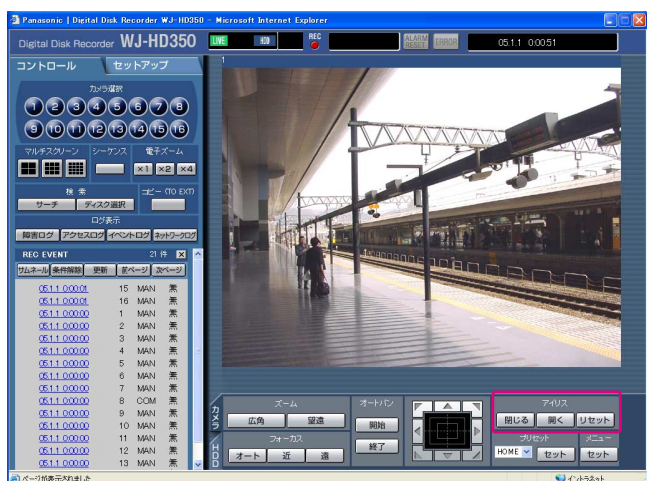 Panasonic | Digital Disk Recorder WJ-HD350 - Microsoft Internet Explorer
Digital Disk Recorder WJ-HD350
LIVE HDD REC ALARM RESET ERROR 05.1.1 0:00:51
コントロール セットアップ
1
カメラ選択
1 2 3 4 5 6 7 8
9 10 11 12 13 14 15 16
マルチスクリーン シーケンス 電子ズーム
×1 ×2 ×4
検 索 コピー (TO EXT)
サーチ ディスク選択
ログ表示
障害ログ アクセスログ イベントログ ネットワークログ
REC EVENT 21 件 X
サムネール 条件解除 更新 前ページ 次ページ
05.1.1 0:00:01 15 MAN 無
05.1.1 0:00:01 16 MAN 無
05.1.1 0:00:00 1 MAN 無
05.1.1 0:00:00 2 MAN 無
05.1.1 0:00:00 3 MAN 無
05.1.1 0:00:00 4 MAN 無
05.1.1 0:00:00 5 MAN 無
05.1.1 0:00:00 6 MAN 無
05.1.1 0:00:00 7 MAN 無
05.1.1 0:00:00 8 COM 無
05.1.1 0:00:00 9 MAN 無
05.1.1 0:00:00 10 MAN 無
05.1.1 0:00:00 11 MAN 無
05.1.1 0:00:00 12 MAN 無
05.1.1 0:00:00 13 MAN 無
カメラ
HDD
ズーム
広角 望遠
フォーカス
オート 近 遠
オートパン
開始
終了
アイリス
閉じる 開く リセット
プリセット メニュー
HOME セット セット
ページが表示されました イントラネット